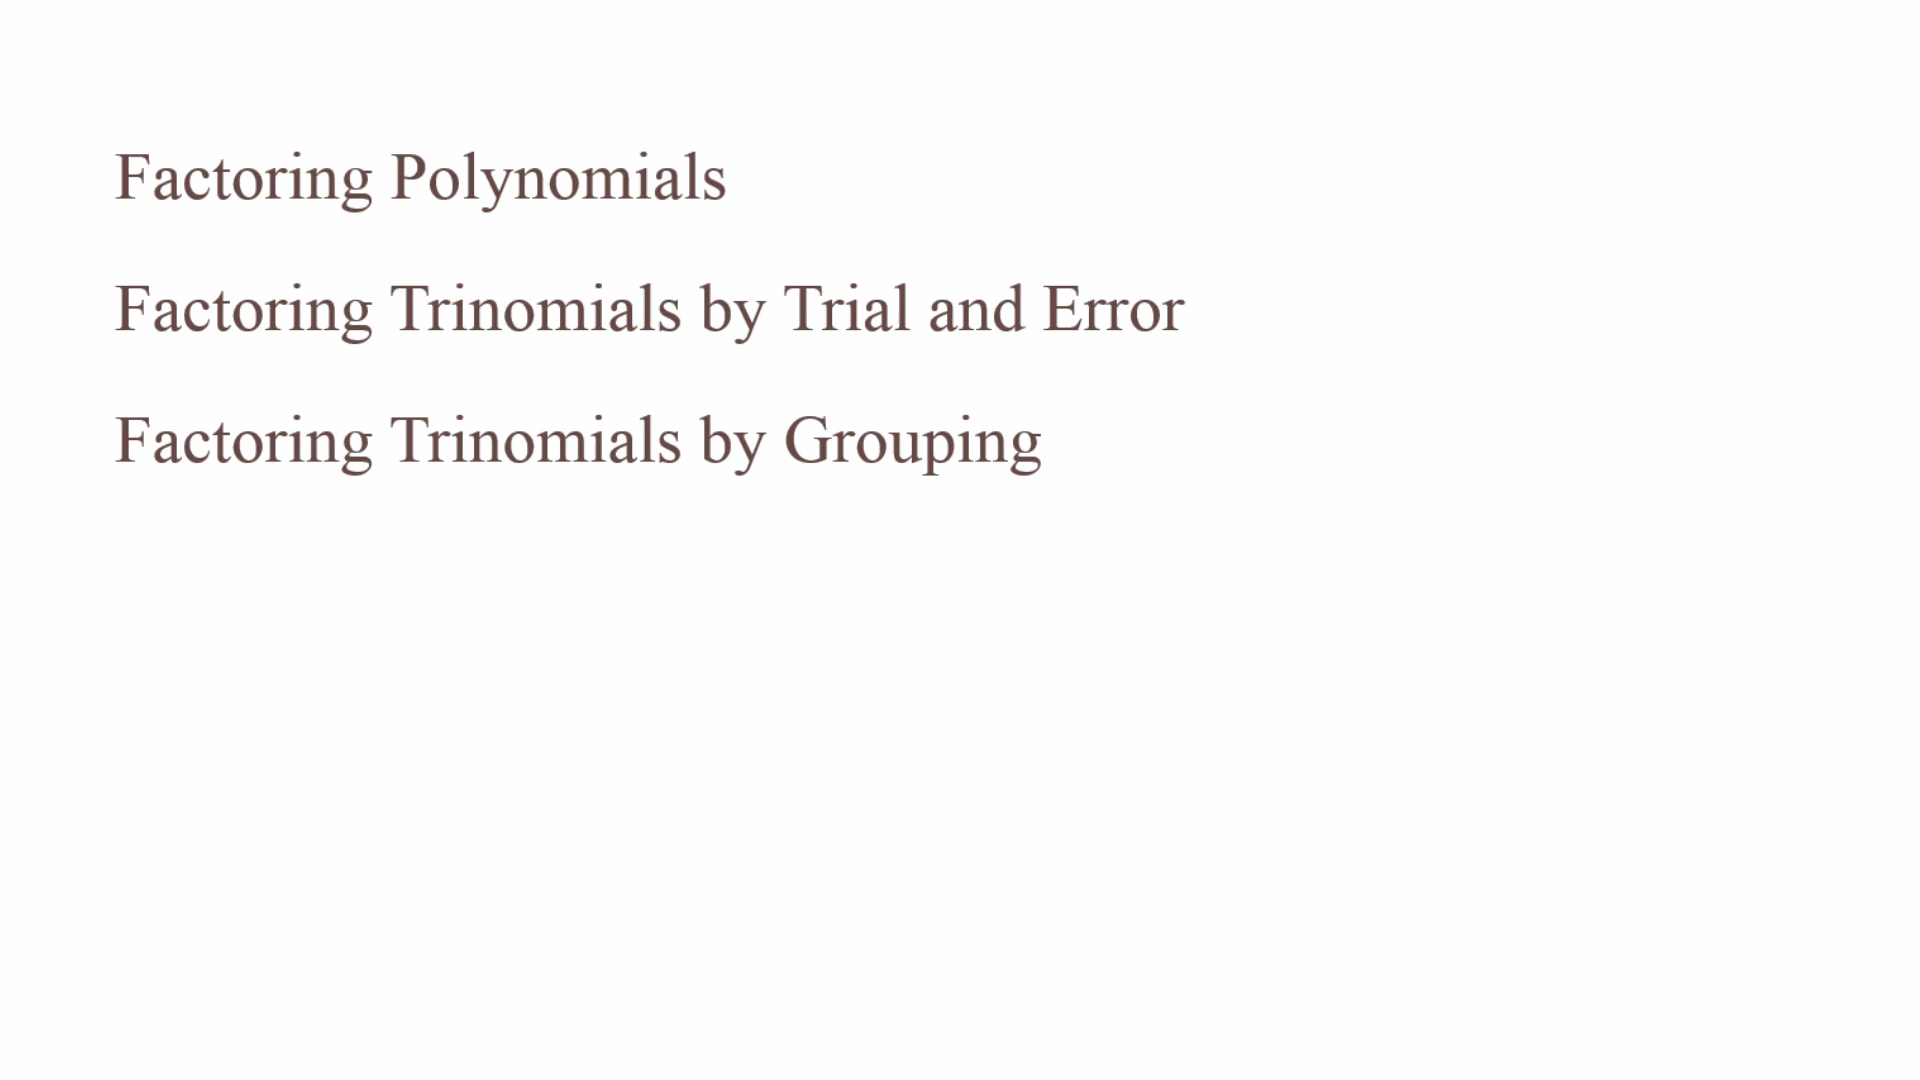 Factoring Polynomials
Factoring Trinomials by Trial and Error
Factoring Trinomials by Grouping